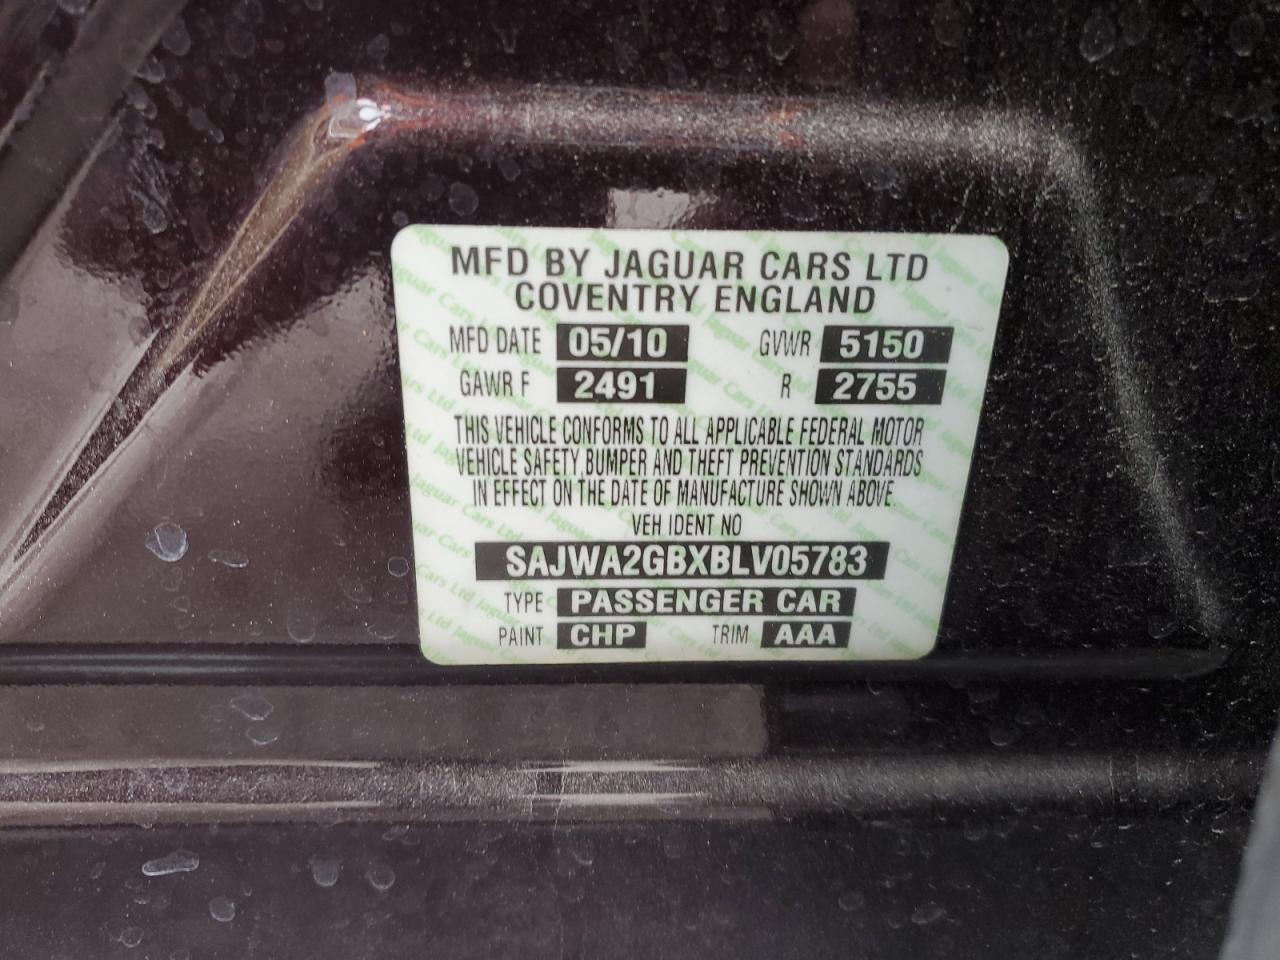 MFD BY JAGUAR CARS LTD
COVENTRY ENGLAND
MFD DATE 05/10 GVWR 5150
GAWR F 2491 R 2755
THIS VEHICLE CONFORMS TO ALL APPLICABLE FEDERAL MOTOR
VEHICLE SAFETY, BUMPER AND THEFT PREVENTION STANDARDS
IN EFFECT ON THE DATE OF MANUFACTURE SHOWN ABOVE.
VEH IDENT NO
SAJWA2GBXBLV05783
TYPE PASSENGER CAR
PAINT CHP TRIM AAA